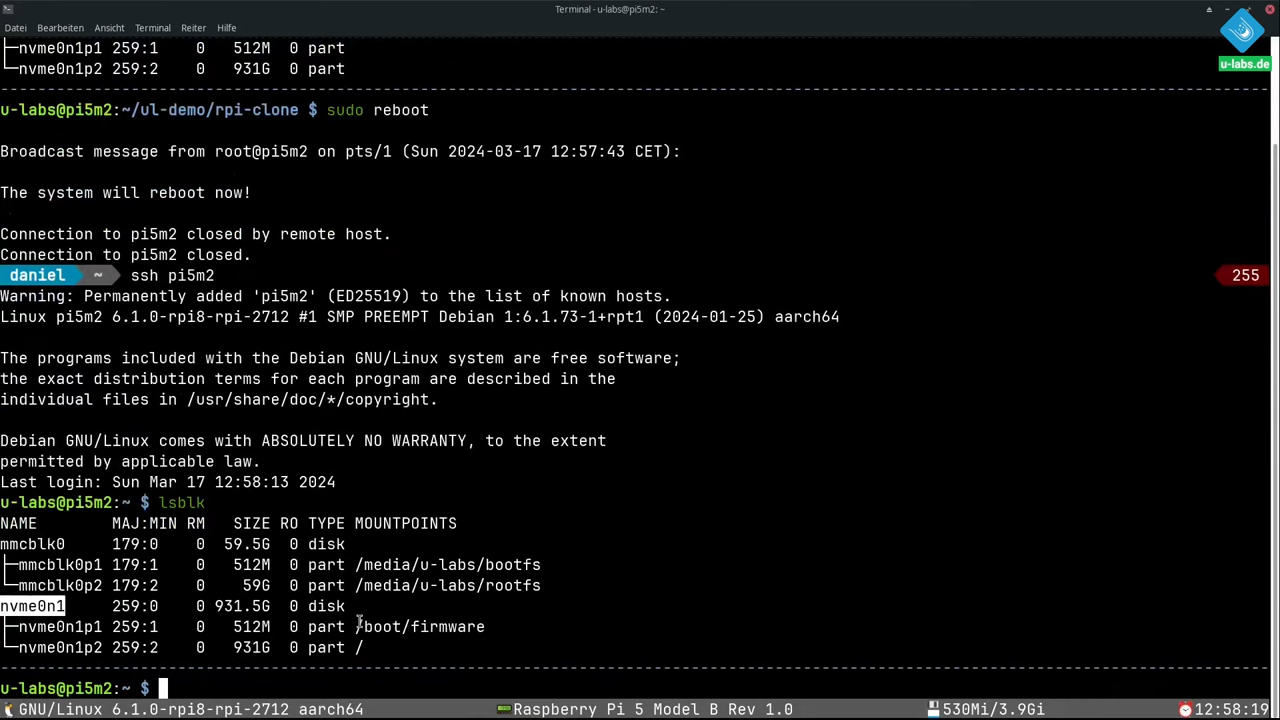 Terminal - u-labs@pi5m2: ~
Datei Bearbeiten Ansicht Terminal Reiter Hilfe
u-labs.de
├─nvme0n1p1 259:1 0 512M 0 part
└─nvme0n1p2 259:2 0 931G 0 part
u-labs@pi5m2:~/ul-demo/rpi-clone $ sudo reboot
Broadcast message from root@pi5m2 on pts/1 (Sun 2024-03-17 12:57:43 CET):
The system will reboot now!
Connection to pi5m2 closed by remote host.
Connection to pi5m2 closed.
daniel ~ ssh pi5m2 255
Warning: Permanently added 'pi5m2' (ED25519) to the list of known hosts.
Linux pi5m2 6.1.0-rpi8-rpi-2712 #1 SMP PREEMPT Debian 1:6.1.73-1+rpt1 (2024-01-25) aarch64
The programs included with the Debian GNU/Linux system are free software;
the exact distribution terms for each program are described in the
individual files in /usr/share/doc/*/copyright.
Debian GNU/Linux comes with ABSOLUTELY NO WARRANTY, to the extent
permitted by applicable law.
Last login: Sun Mar 17 12:58:13 2024
u-labs@pi5m2:~ $ lsblk
NAME MAJ:MIN RM SIZE RO TYPE MOUNTPOINTS
mmcblk0 179:0 0 59.5G 0 disk
├─mmcblk0p1 179:1 0 512M 0 part /media/u-labs/bootfs
└─mmcblk0p2 179:2 0 59G 0 part /media/u-labs/rootfs
nvme0n1 259:0 0 931.5G 0 disk
├─nvme0n1p1 259:1 0 512M 0 part /boot/firmware
└─nvme0n1p2 259:2 0 931G 0 part /
u-labs@pi5m2:~ $
GNU/Linux 6.1.0-rpi8-rpi-2712 aarch64 Raspberry Pi 5 Model B Rev 1.0 530Mi/3.9Gi 12:58:19